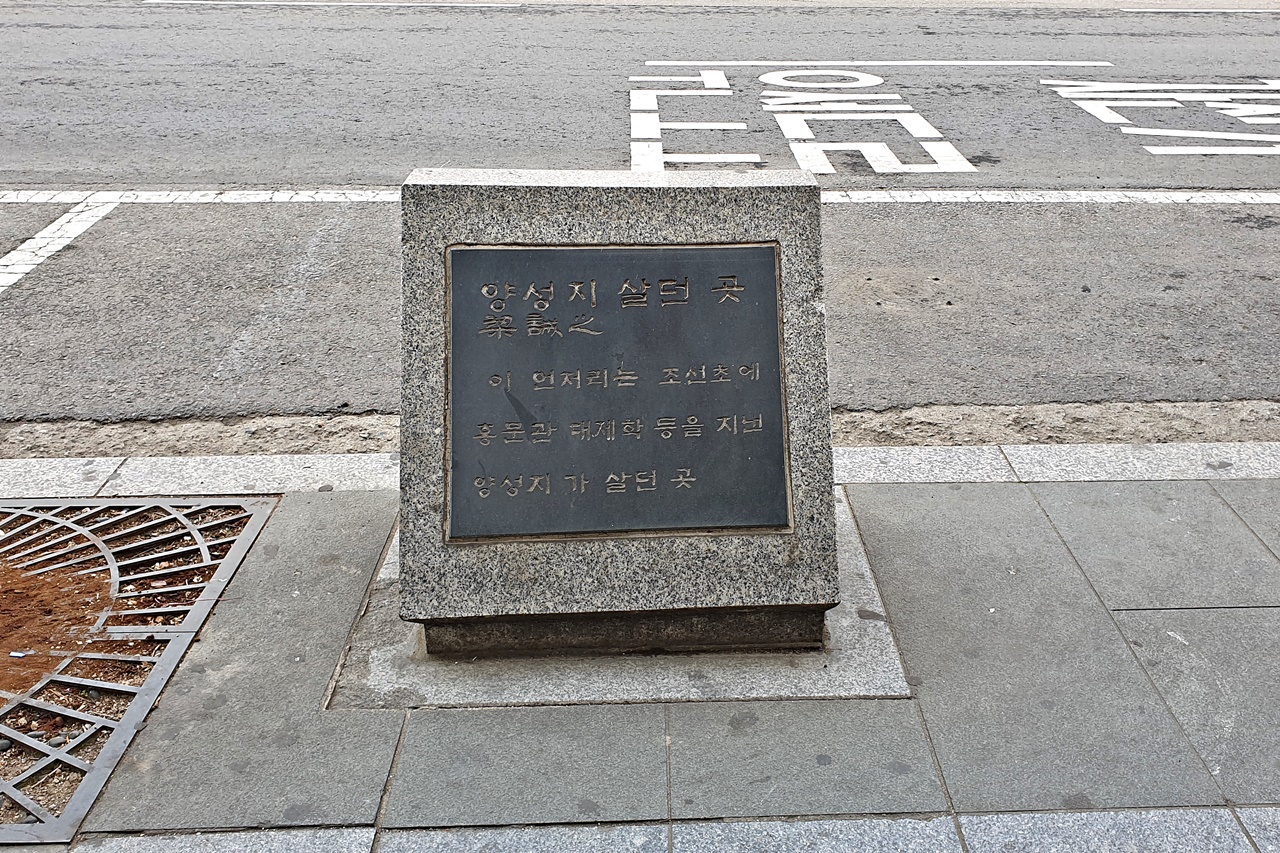 양성지 살던 곳
梁誠之
이 언저리는 조선초에
홍문관 대제학 등을 지낸
양성지가 살던 곳